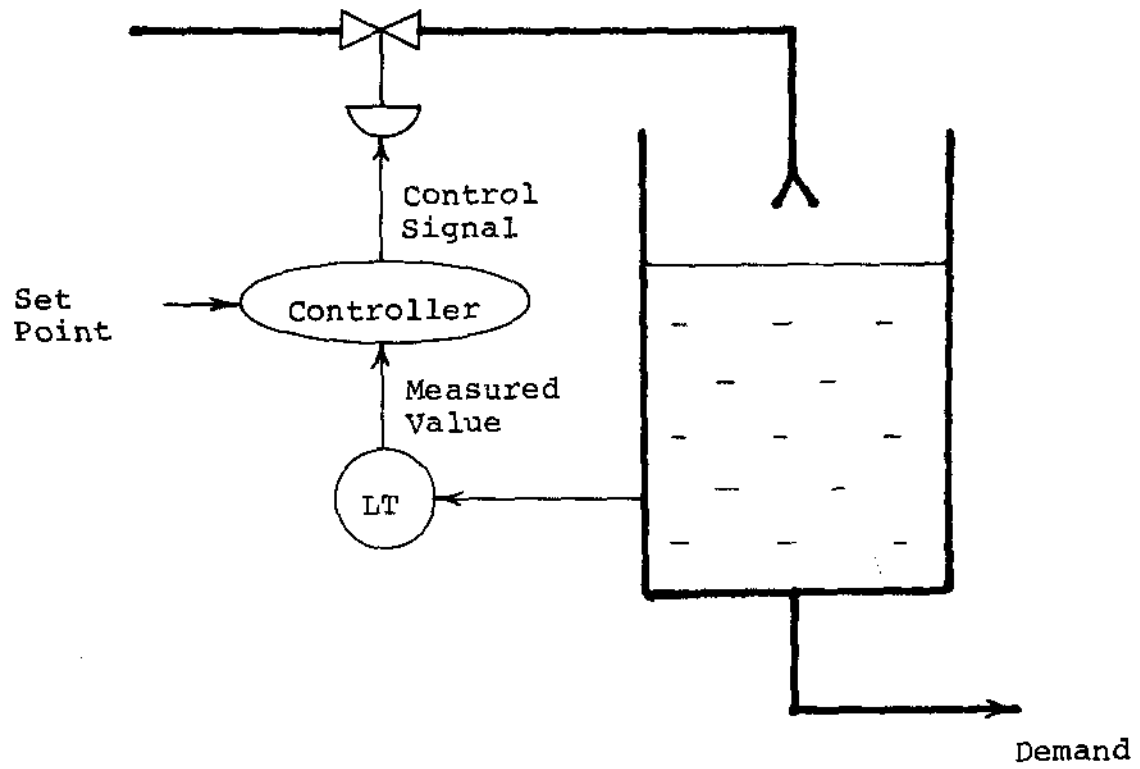 Control
Signal
Set
Point
Controller
Measured
Value
LT
Demand